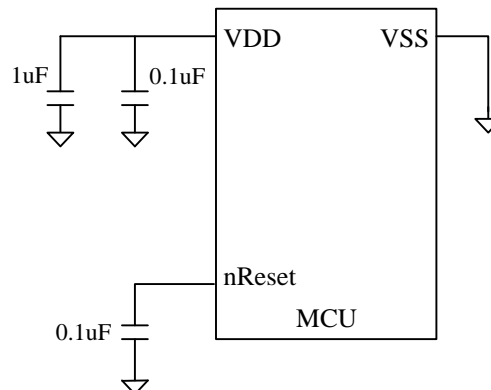 VDD
VSS
1uF
0.1uF
nReset
0.1uF
MCU